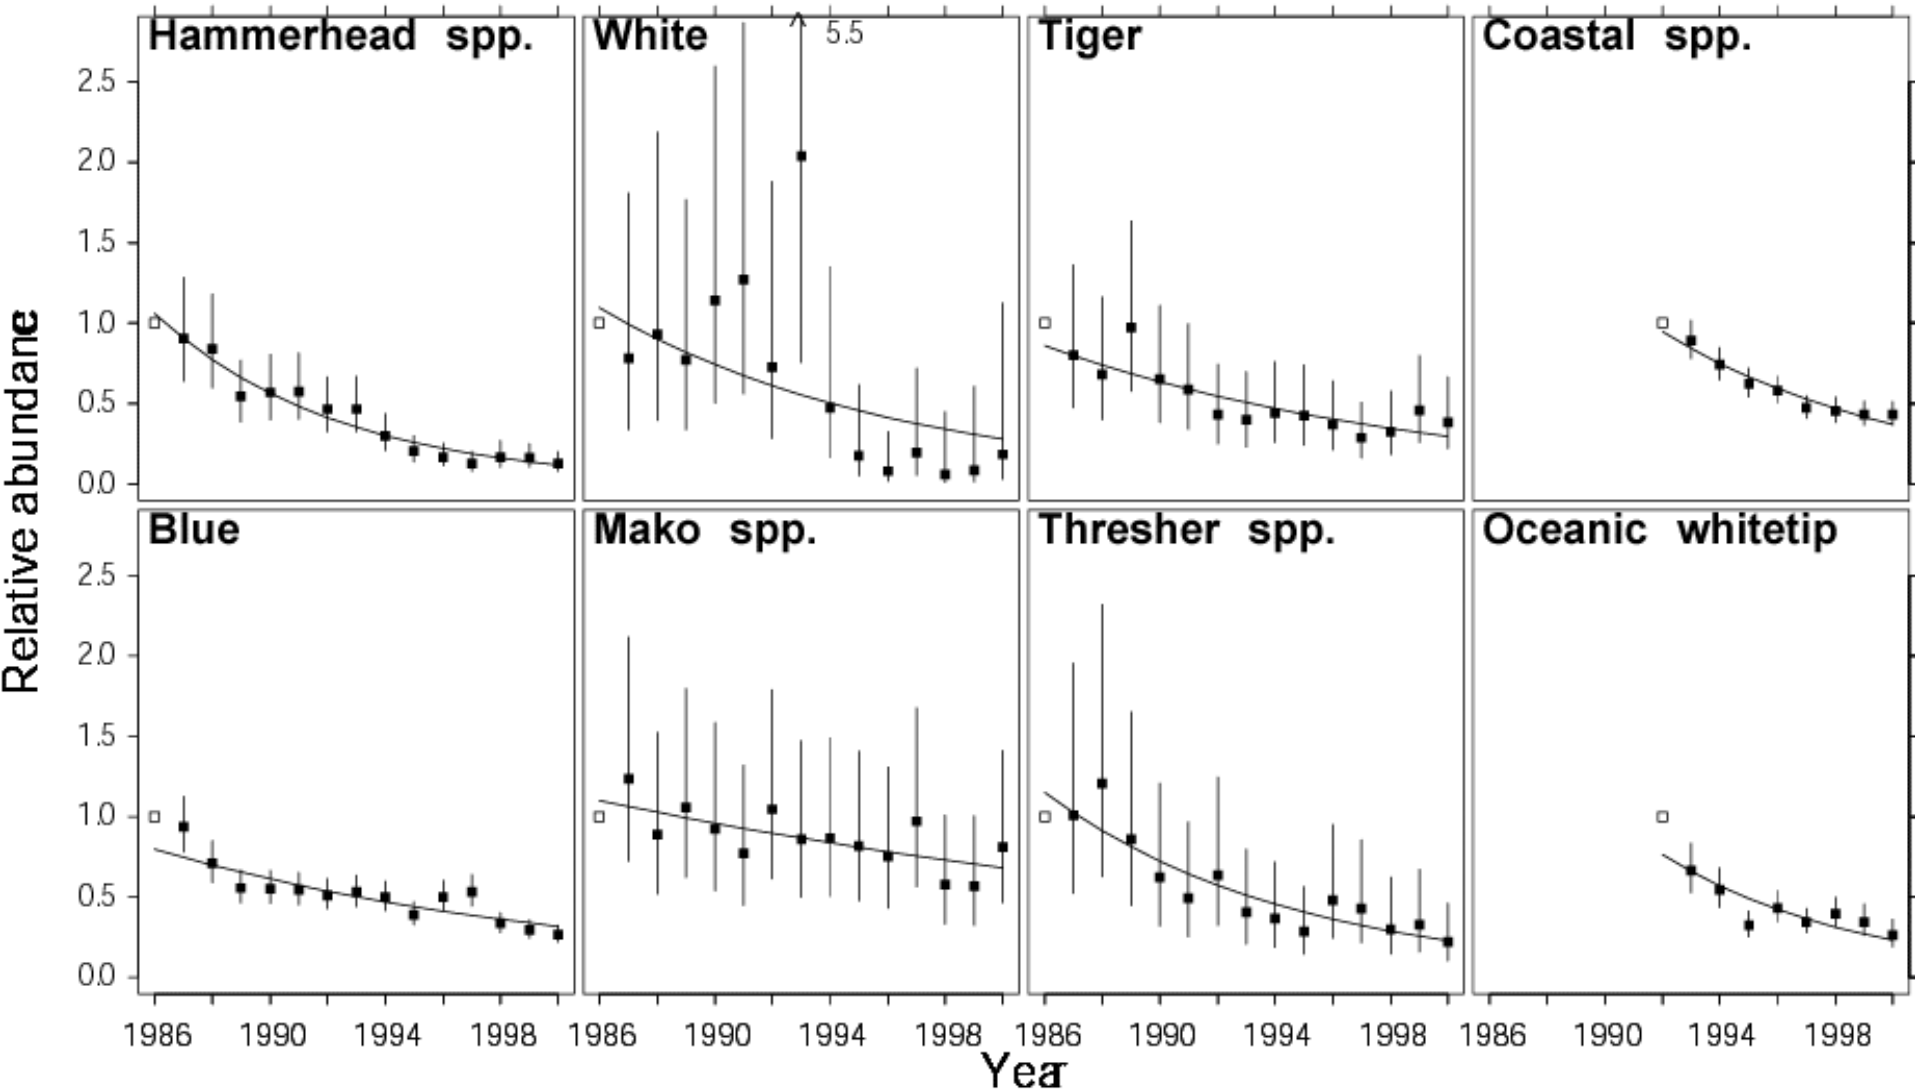 Hammerhead spp.
White
5.5
Tiger
Coastal spp.
2.5
2.0
1.5
1.0
0.5
0.0
Blue
Mako spp.
Thresher spp.
Oceanic whitetip
2.5
2.0
1.5
1.0
0.5
0.0
Relative abundane
1986 1990 1994 1998 1986 1990 1994 1998 1986 1990 1994 1998 1986 1990 1994 1998
Year